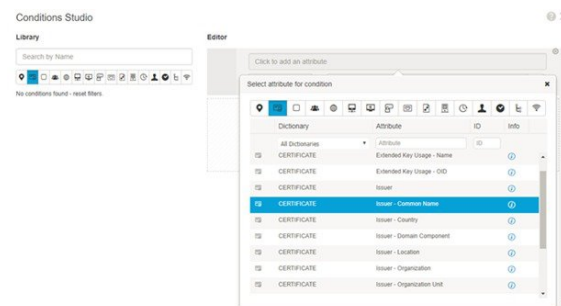 Conditions Studio
Library
Editor
Search by Name
Click to add an attribute
No conditions found - reset filters.
Select attribute for condition
Dictionary Attribute ID Info
All Dictionaries Attribute ID
CERTIFICATE Extended Key Usage - Name
CERTIFICATE Extended Key Usage - OID
CERTIFICATE Issuer
CERTIFICATE Issuer - Common Name
CERTIFICATE Issuer - Country
CERTIFICATE Issuer - Domain Component
CERTIFICATE Issuer - Location
CERTIFICATE Issuer - Organization
CERTIFICATE Issuer - Organization Unit